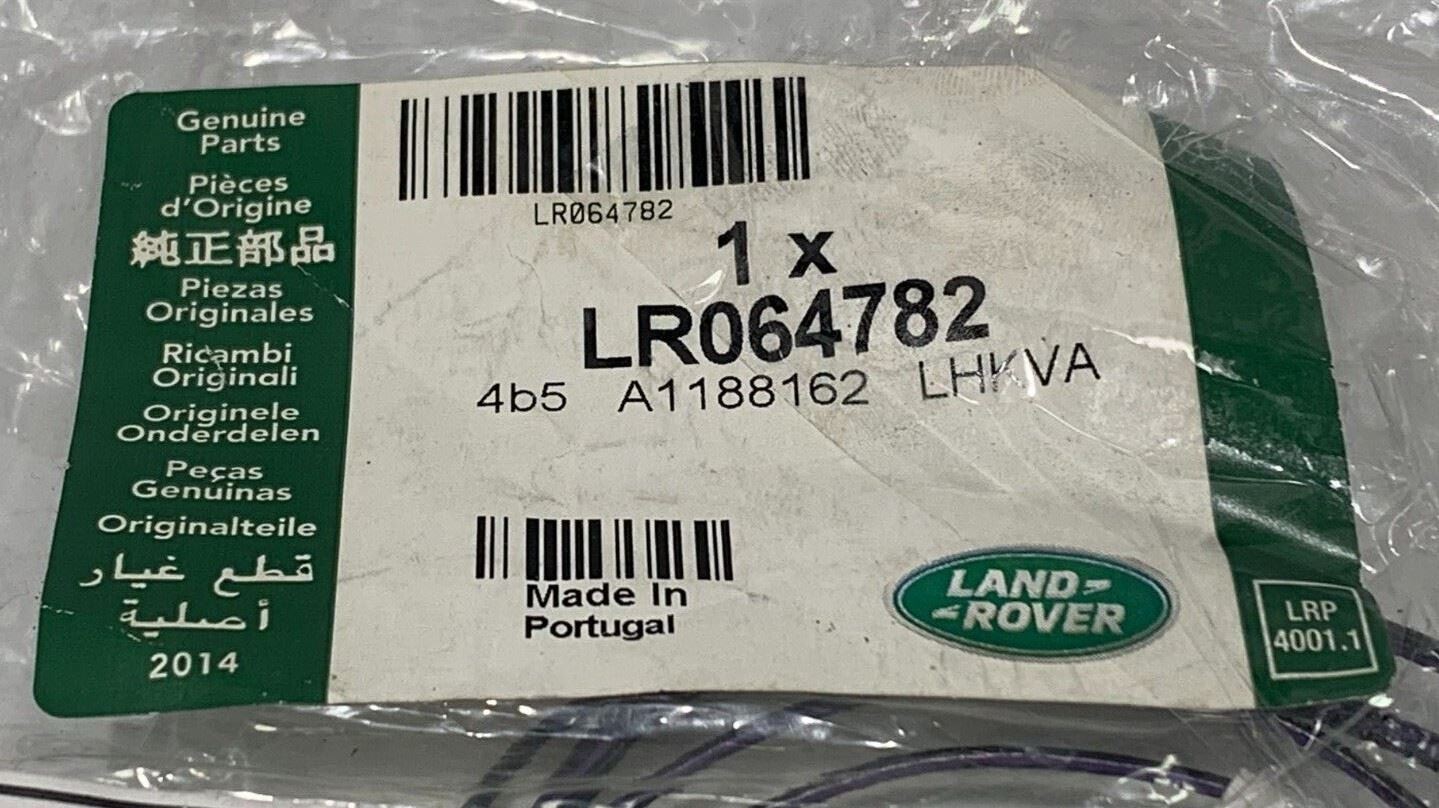 Genuine
Parts
Pièces
d'Origine
純正部品
Piezas
Originales
Ricambi
Originali
Originele
Onderdelen
Peças
Genuinas
Originalteile
قطع غيار
أصلية
2014
LR064782
1 x
LR064782
4b5 A1188162 LHKVA
Made In
Portugal
LAND
ROVER
LRP
4001.1